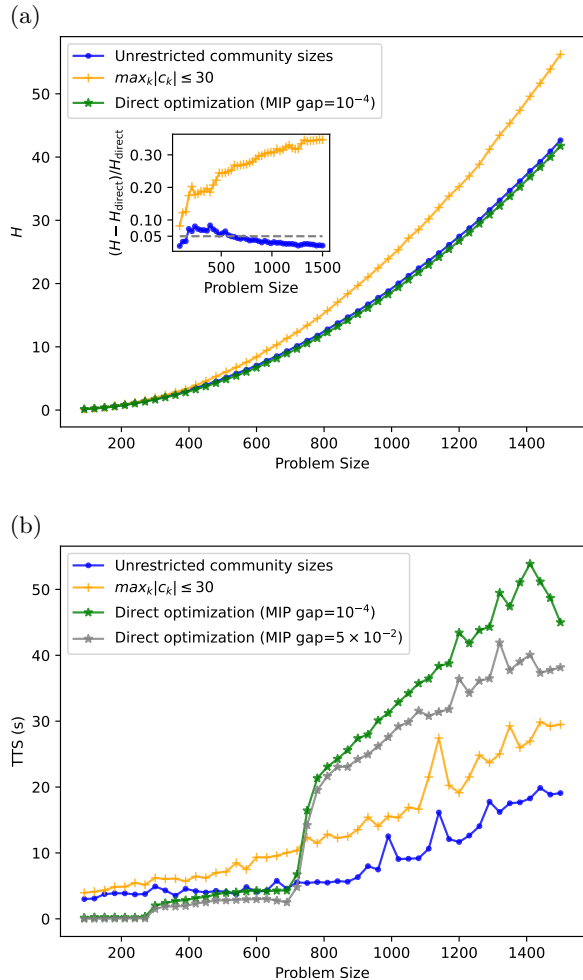 (a)
Unrestricted community sizes
max_k|c_k| ≤ 30
Direct optimization (MIP gap=10⁻⁴)
50
40
30
20
10
0
H
0.30
0.10
0.05
(H − H_direct)/H_direct
500 1000 1500
Problem Size
200 400 600 800 1000 1200 1400
Problem Size
(b)
Unrestricted community sizes
max_k|c_k| ≤ 30
Direct optimization (MIP gap=10⁻⁴)
Direct optimization (MIP gap=5 × 10⁻²)
50
40
30
20
10
0
TTS (s)
200 400 600 800 1000 1200 1400
Problem Size